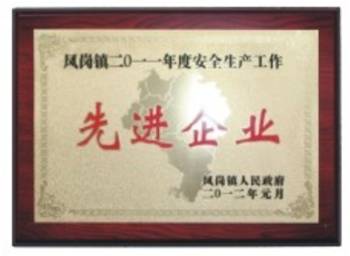 凤岗镇二〇一一年度安全生产工作
先进企业
凤岗镇人民政府
二〇一二年元月